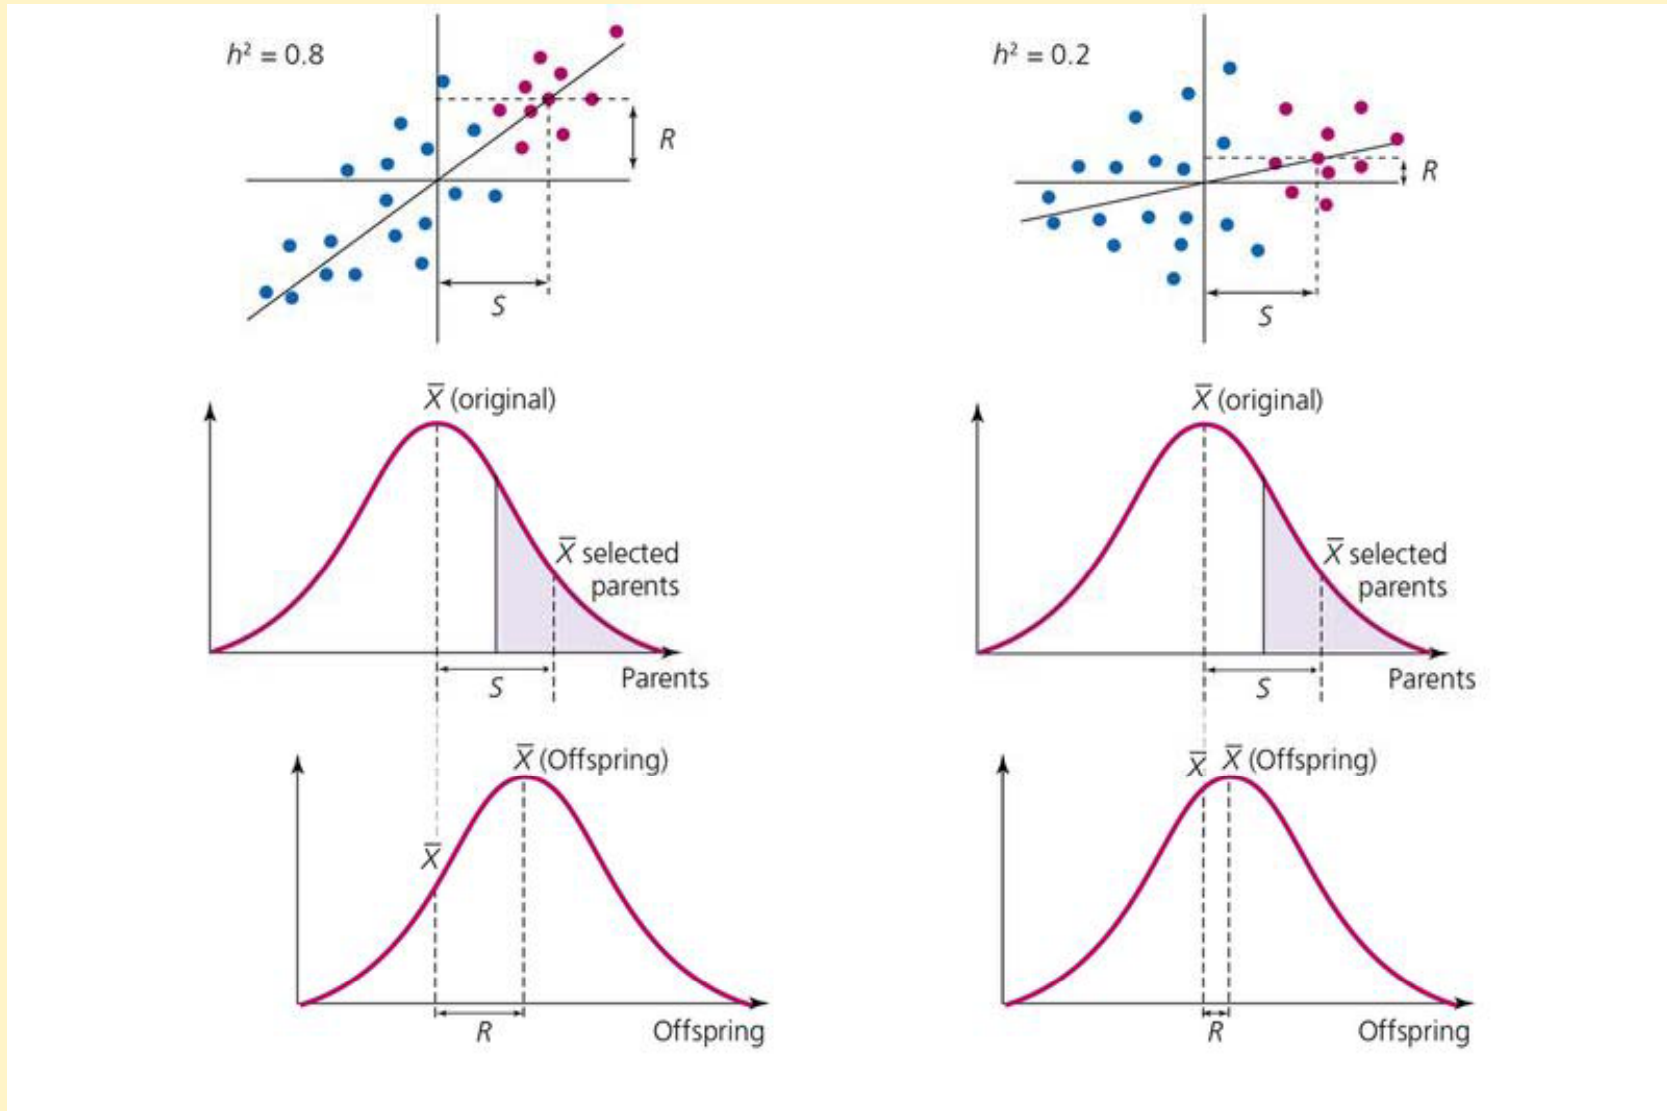 h² = 0.8
R
S
X̄ (original)
X̄ selected
parents
S
Parents
X̄ (Offspring)
X̄
R
Offspring
h² = 0.2
R
S
X̄ (original)
X̄ selected
parents
S
Parents
X̄ X̄ (Offspring)
R
Offspring